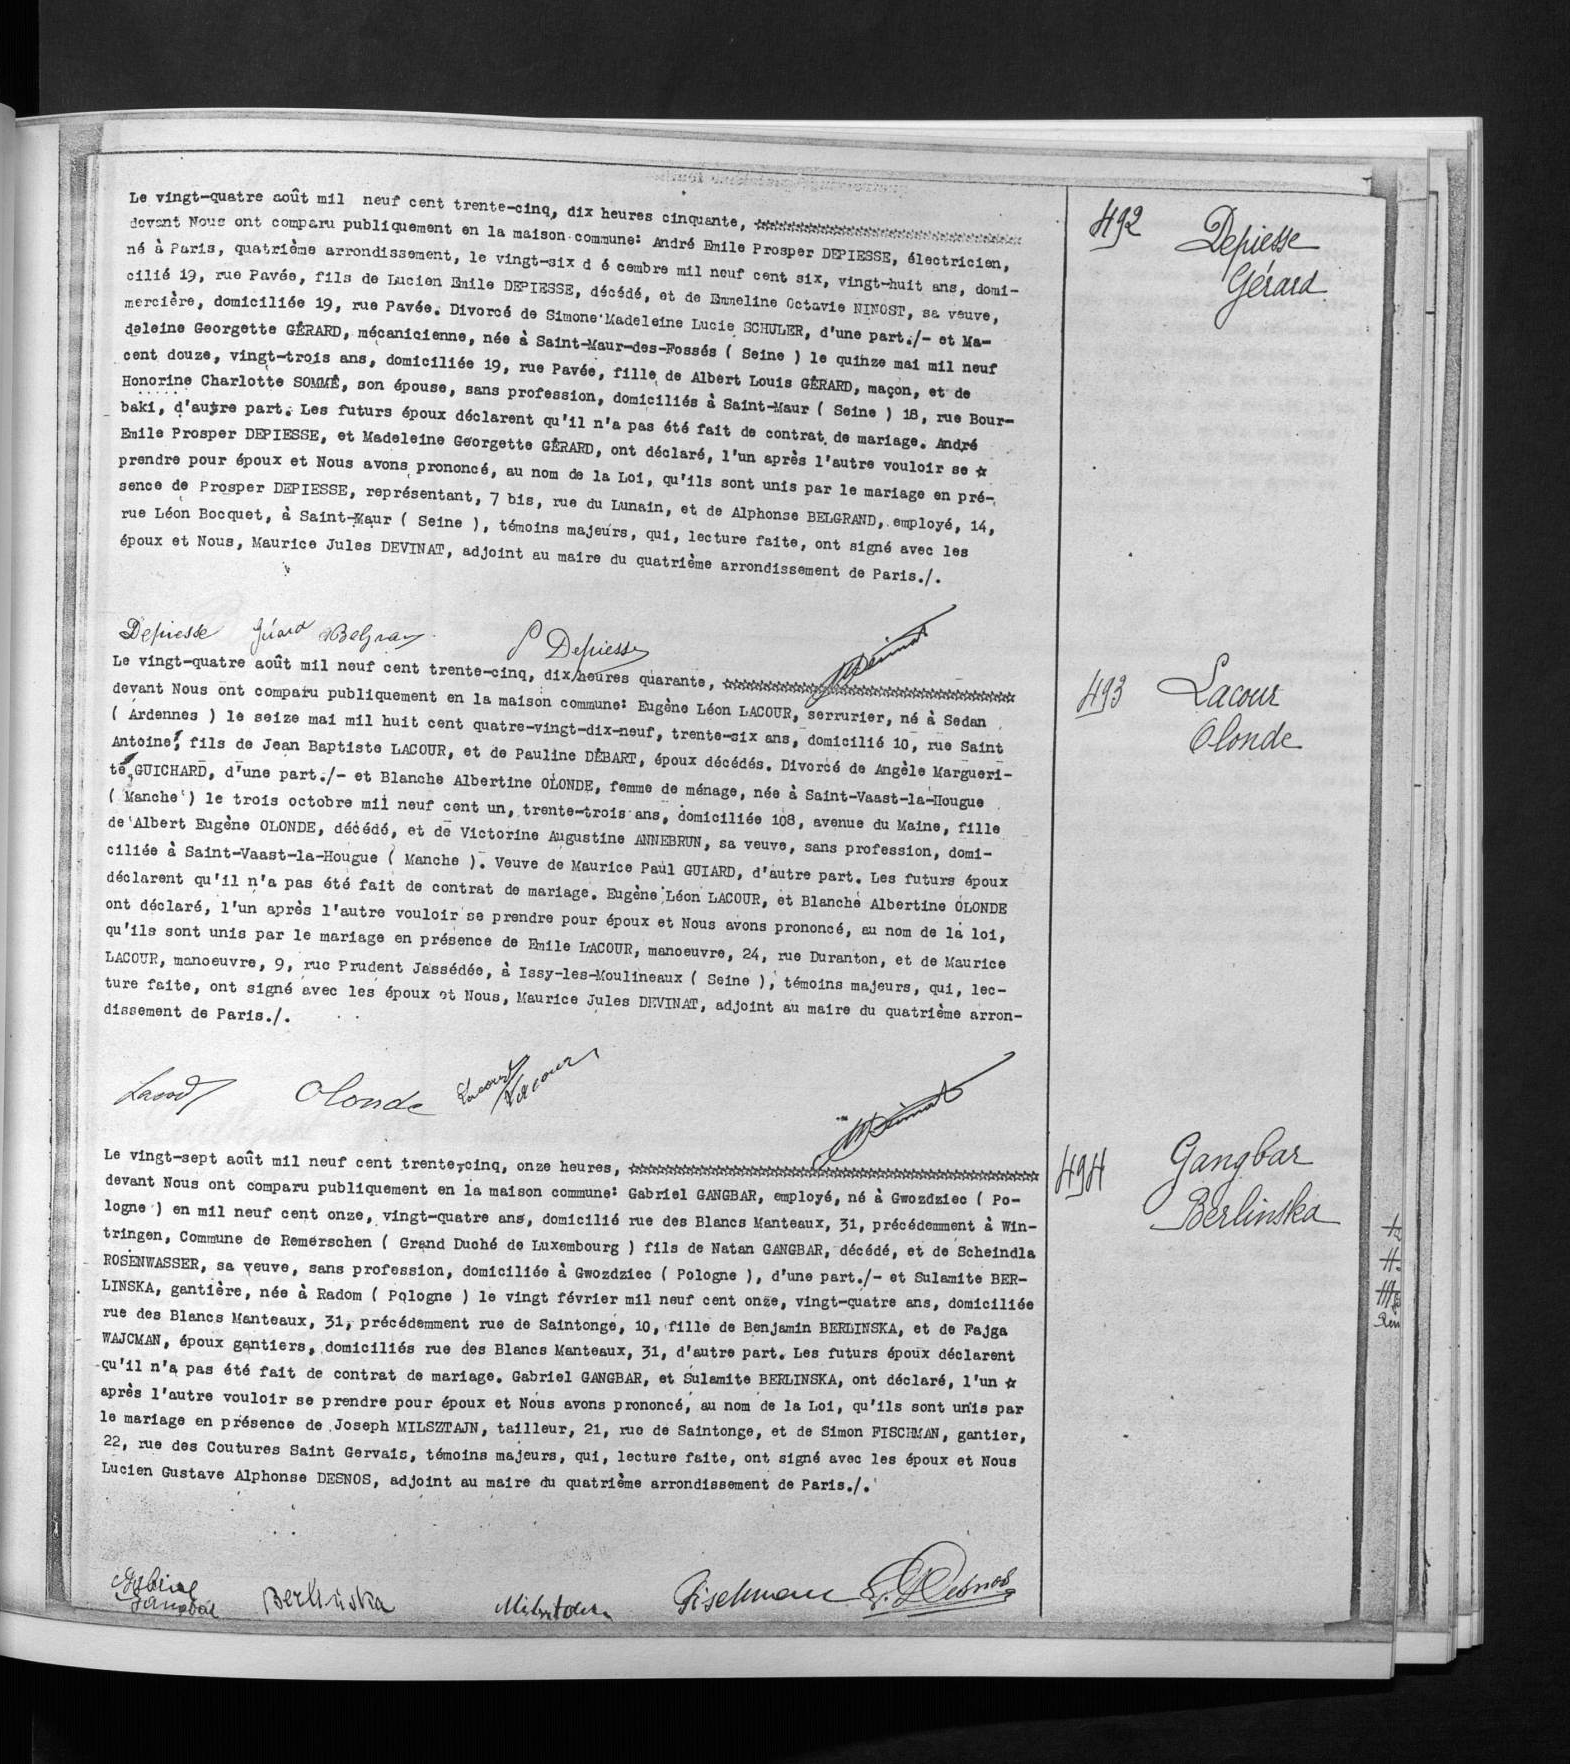 Le vingt-quatre août mil neuf cent trente-cinq, dix heures cinquante,
devant Nous ont comparu publiquement en la maison commune: André Emile Prosper DEPIESSE, électricien,
né à Paris, quatrième arrondissement, le vingt-six d é cembre mil neuf cent six, vingt-huit ans, domi-
cilié 19, rue Pavée, fils de Lucien Emile DEPIESSE, décédé, et de Emmeline Octavie NINOST, sa veuve,
mercière, domiciliée 19, rue Pavée. Divorcé de Simone Madeleine Lucie SCHULER, d'une part./- et Ma-
deleine Georgette GÉRARD, mécanicienne, née à Saint-Maur-des-Fossés ( Seine ) le quinze mai mil neuf
cent douze, vingt-trois ans, domiciliée 19, rue Pavée, fille de Albert Louis GÉRARD, maçon, et de
Honorine Charlotte SOMMÉ, son épouse, sans profession, domiciliés à Saint-Maur ( Seine ) 18, rue Bour-
baki, d'autre part. Les futurs époux déclarent qu'il n'a pas été fait de contrat de mariage. André
Emile Prosper DEPIESSE, et Madeleine Georgette GÉRARD, ont déclaré, l'un après l'autre vouloir se ☆
prendre pour époux et Nous avons prononcé, au nom de la Loi, qu'ils sont unis par le mariage en pré-
sence de Prosper DEPIESSE, représentant, 7 bis, rue du Lunain, et de Alphonse BELGRAND, employé, 14,
rue Léon Bocquet, à Saint-Maur ( Seine ), témoins majeurs, qui, lecture faite, ont signé avec les
époux et Nous, Maurice Jules DEVINAT, adjoint au maire du quatrième arrondissement de Paris./.
492 Depiesse
Gérard
Depiesse Gérard Belgrand P Depiesse MDevinat
Le vingt-quatre août mil neuf cent trente-cinq, dix heures quarante,
devant Nous ont comparu publiquement en la maison commune: Eugène Léon LACOUR, serrurier, né à Sedan
( Ardennes ) le seize mai mil huit cent quatre-vingt-dix-neuf, trente-six ans, domicilié 10, rue Saint
Antoine, fils de Jean Baptiste LACOUR, et de Pauline DÉBART, époux décédés. Divorcé de Angèle Margueri-
te GUICHARD, d'une part./- et Blanche Albertine OLONDE, femme de ménage, née à Saint-Vaast-la-Hougue
( Manche ) le trois octobre mil neuf cent un, trente-trois ans, domiciliée 108, avenue du Maine, fille
de Albert Eugène OLONDE, décédé, et de Victorine Augustine ANNEBRUN, sa veuve, sans profession, domi-
ciliée à Saint-Vaast-la-Hougue ( Manche ). Veuve de Maurice Paul GUIARD, d'autre part. Les futurs époux
déclarent qu'il n'a pas été fait de contrat de mariage. Eugène Léon LACOUR, et Blanche Albertine OLONDE
ont déclaré, l'un après l'autre vouloir se prendre pour époux et Nous avons prononcé, au nom de la loi,
qu'ils sont unis par le mariage en présence de Emile LACOUR, manoeuvre, 24, rue Duranton, et de Maurice
LACOUR, manoeuvre, 9, rue Prudent Jassédée, à Issy-les-Moulineaux ( Seine ), témoins majeurs, qui, lec-
ture faite, ont signé avec les époux et Nous, Maurice Jules DEVINAT, adjoint au maire du quatrième arron-
dissement de Paris./.
493 Lacour
Olonde
Lacour Olonde Lacour Lacour MDevinat
Le vingt-sept août mil neuf cent trente-cinq, onze heures,
devant Nous ont comparu publiquement en la maison commune: Gabriel GANGBAR, employé, né à Gwozdziec ( Po-
logne ) en mil neuf cent onze, vingt-quatre ans, domicilié rue des Blancs Manteaux, 31, précédemment à Win-
tringen, Commune de Remerschen ( Grand Duché de Luxembourg ) fils de Natan GANGBAR, décédé, et de Scheindla
ROSENWASSER, sa veuve, sans profession, domiciliée à Gwozdziec ( Pologne ), d'une part./- et Sulamite BER-
LINSKA, gantière, née à Radom ( Pologne ) le vingt février mil neuf cent onze, vingt-quatre ans, domiciliée
rue des Blancs Manteaux, 31, précédemment rue de Saintonge, 10, fille de Benjamin BERLINSKA, et de Fajga
WAJCMAN, époux gantiers, domiciliés rue des Blancs Manteaux, 31, d'autre part. Les futurs époux déclarent
qu'il n'a pas été fait de contrat de mariage. Gabriel GANGBAR, et Sulamite BERLINSKA, ont déclaré, l'un ☆
après l'autre vouloir se prendre pour époux et Nous avons prononcé, au nom de la Loi, qu'ils sont unis par
le mariage en présence de Joseph MILSZTAJN, tailleur, 21, rue de Saintonge, et de Simon FISCHMAN, gantier,
22, rue des Coutures Saint Gervais, témoins majeurs, qui, lecture faite, ont signé avec les époux et Nous
Lucien Gustave Alphonse DESNOS, adjoint au maire du quatrième arrondissement de Paris./.
494 Gangbar
Berlinska
Gabriel
Gangbar Berlinska Milsztajn Fischman Desnos